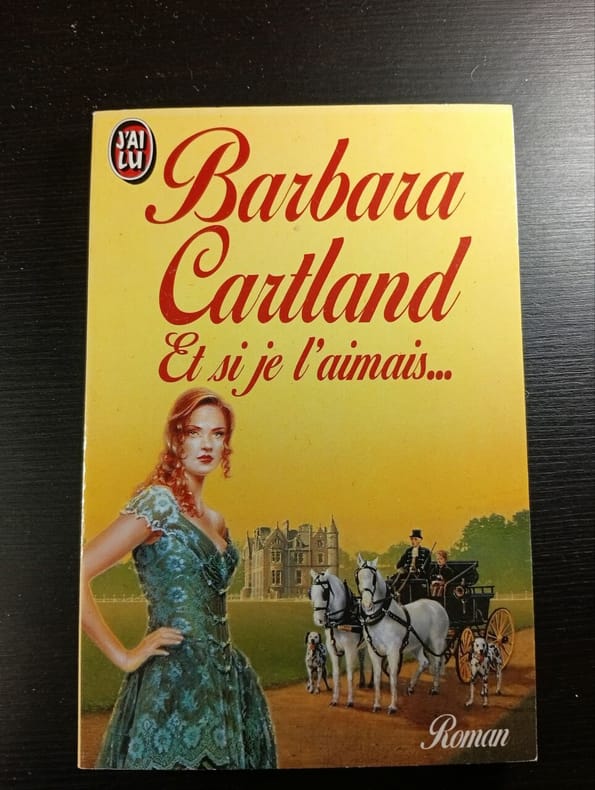 J'AI
LU
Barbara
Cartland
Et si je l'aimais...
Roman